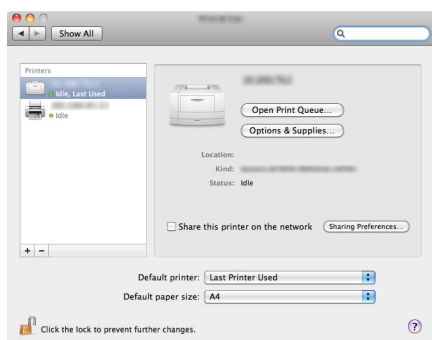 Show All
Printers
Idle, Last Used
Idle
Open Print Queue...
Options & Supplies...
Location:
Kind:
Status: Idle
Share this printer on the network
Sharing Preferences...
+ −
Default printer: Last Printer Used
Default paper size: A4
Click the lock to prevent further changes.
?